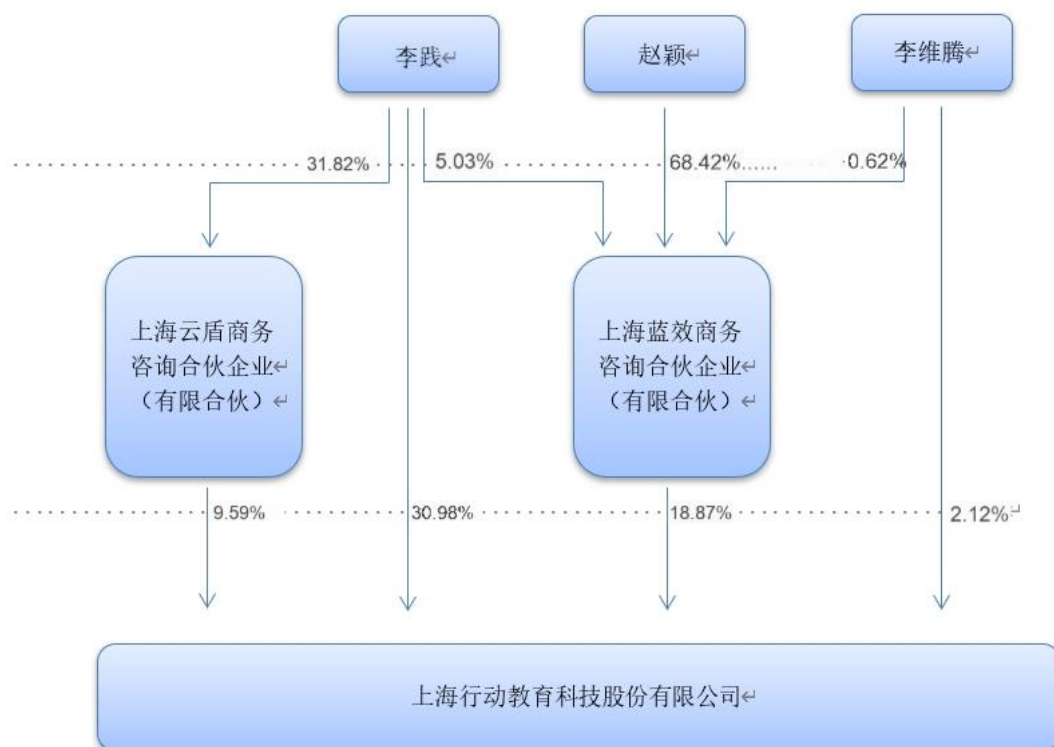 李践
赵颖
李维腾
31.82%
5.03%
68.42%......
0.62%
上海云盾商务
咨询合伙企业
（有限合伙）
上海蓝效商务
咨询合伙企业
（有限合伙）
9.59%
30.98%
18.87%
2.12%
上海行动教育科技股份有限公司